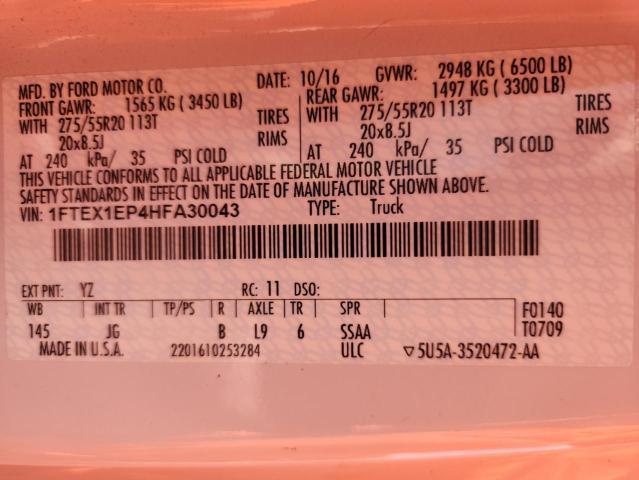 MFD. BY FORD MOTOR CO. DATE: 10/16 GVWR: 2948 KG ( 6500 LB)
FRONT GAWR: 1565 KG ( 3450 LB) REAR GAWR: 1497 KG ( 3300 LB)
WITH 275/55R20 113T TIRES WITH 275/55R20 113T TIRES
20x8.5J RIMS 20x8.5J RIMS
AT 240 kPa/ 35 PSI COLD AT 240 kPa/ 35 PSI COLD
THIS VEHICLE CONFORMS TO ALL APPLICABLE FEDERAL MOTOR VEHICLE
SAFETY STANDARDS IN EFFECT ON THE DATE OF MANUFACTURE SHOWN ABOVE.
VIN: 1FTEX1EP4HFA30043 TYPE: Truck
EXT PNT: YZ RC: 11 DSO:
WB INT TR TP/PS R AXLE TR SPR F0140
145 JG B L9 6 SSAA T0709
MADE IN U.S.A. 2201610253284 ULC ▽5U5A-3520472-AA